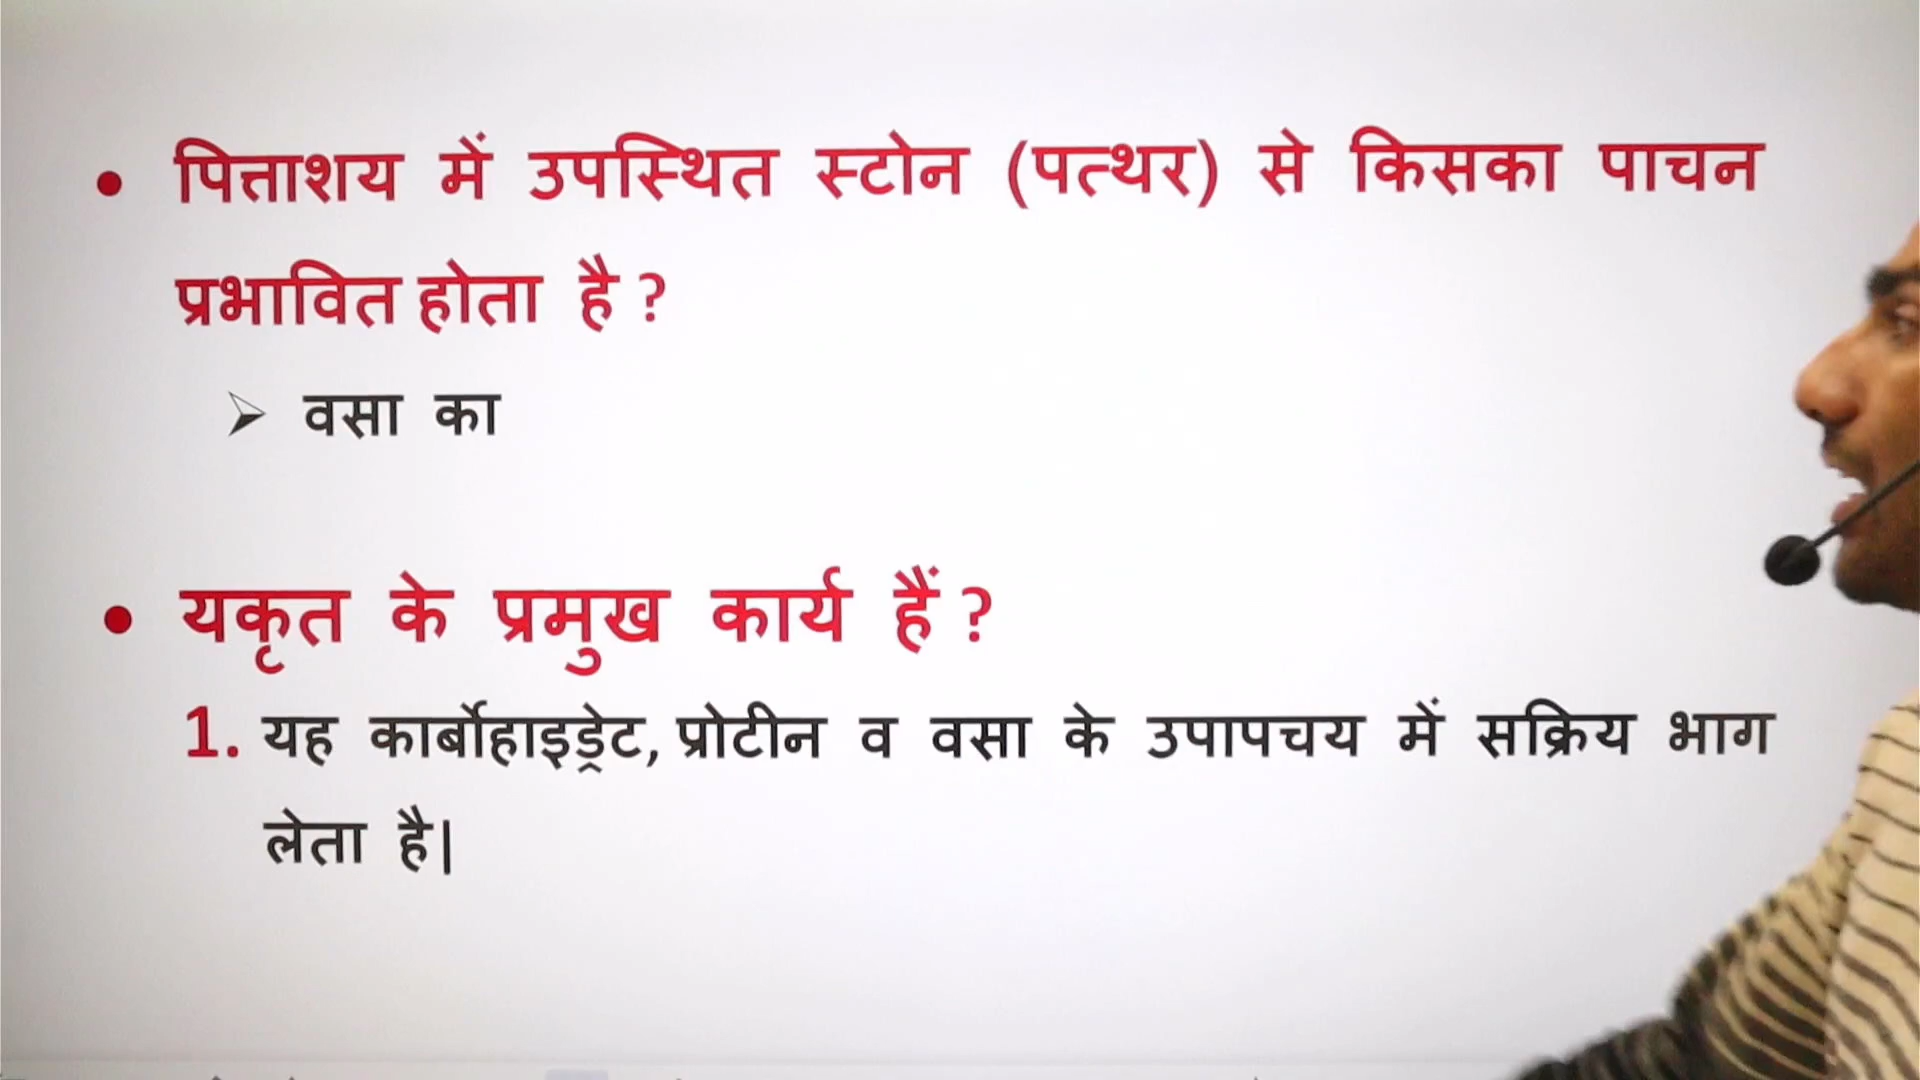 • पित्ताशय में उपस्थित स्टोन (पत्थर) से किसका पाचन
प्रभावित होता है ?
➢ वसा का
• यकृत के प्रमुख कार्य हैं ?
1. यह कार्बोहाइड्रेट, प्रोटीन व वसा के उपापचय में सक्रिय भाग
लेता है|